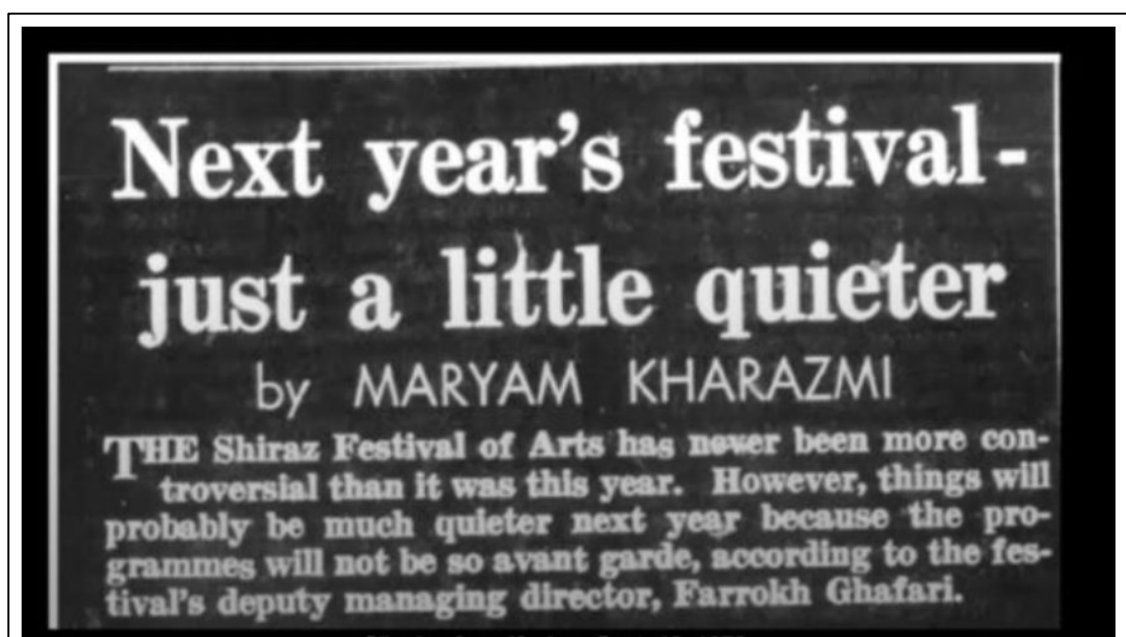 Next year's festival -
just a little quieter
by MARYAM KHARAZMI
THE Shiraz Festival of Arts has never been more con-
troversial than it was this year. However, things will
probably be much quieter next year because the pro-
grammes will not be so avant garde, according to the fes-
tival's deputy managing director, Farrokh Ghafari.